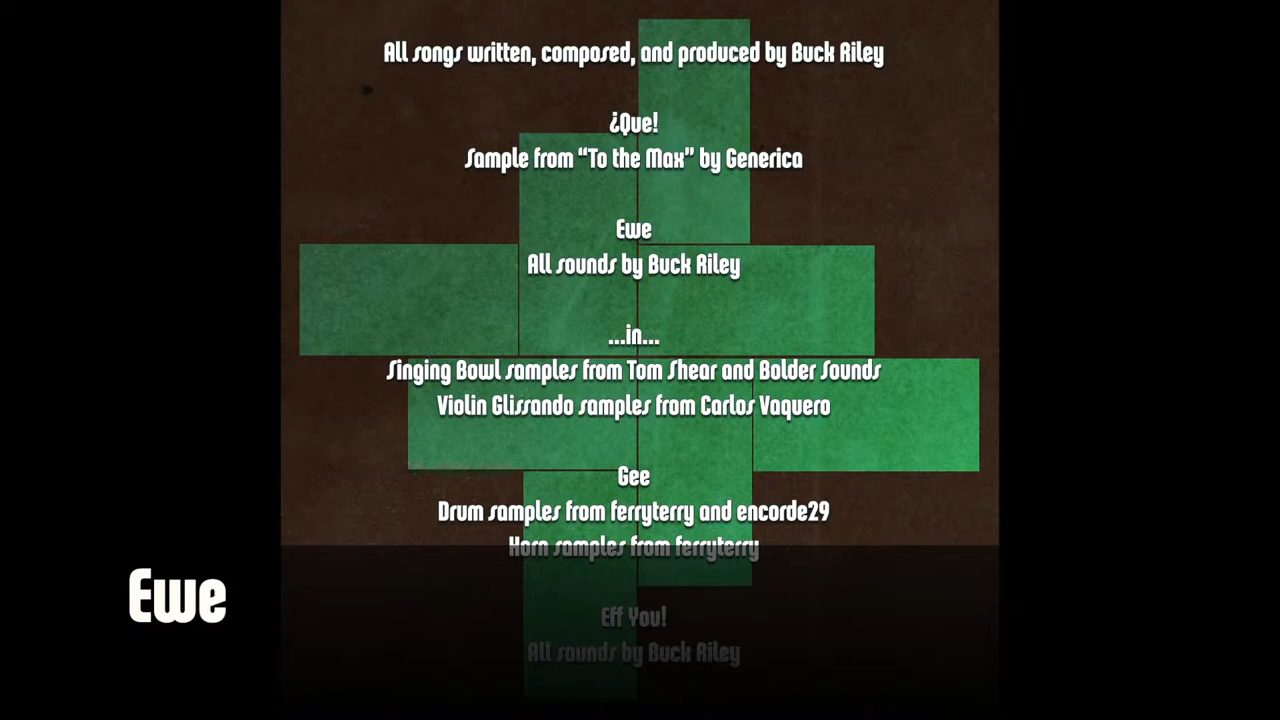 All songs written, composed, and produced by Buck Riley
¿Que!
Sample from “To the Max” by Generica
Ewe
All sounds by Buck Riley
...in...
Singing Bowl samples from Tom Shear and Bolder Sounds
Violin Glissando samples from Carlos Vaquero
Gee
Drum samples from ferryterry and encorde29
Horn samples from ferryterry
Eff You!
All sounds by Buck Riley
Ewe